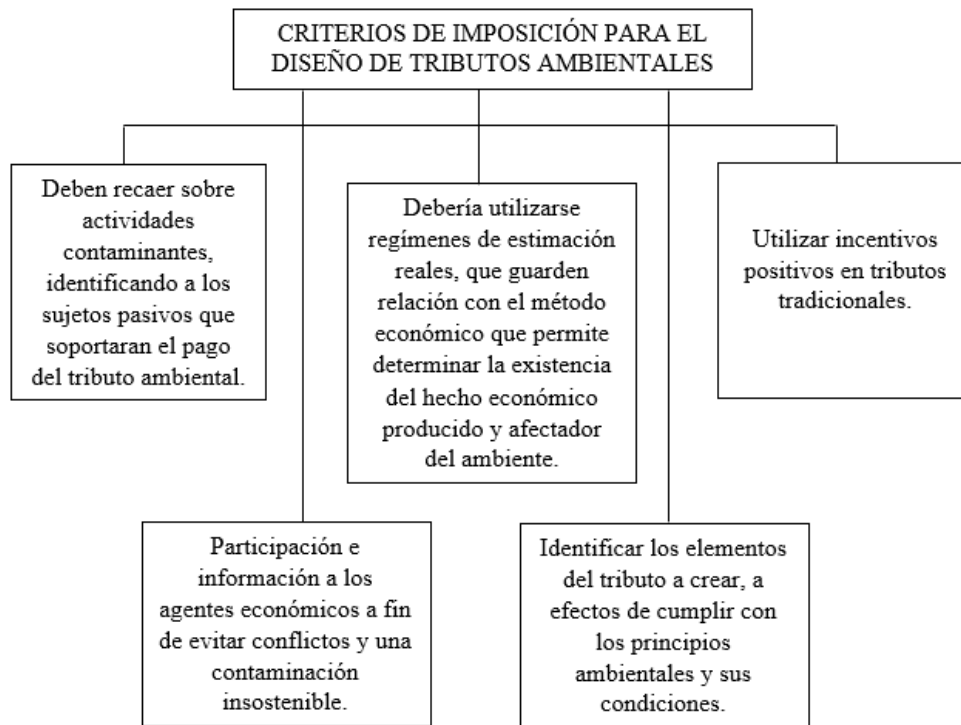 CRITERIOS DE IMPOSICIÓN PARA EL
DISEÑO DE TRIBUTOS AMBIENTALES
Deben recaer sobre
actividades
contaminantes,
identificando a los
sujetos pasivos que
soportaran el pago
del tributo ambiental.
Debería utilizarse
regímenes de estimación
reales, que guarden
relación con el método
económico que permite
determinar la existencia
del hecho económico
producido y afectador
del ambiente.
Utilizar incentivos
positivos en tributos
tradicionales.
Participación e
información a los
agentes económicos a fin
de evitar conflictos y una
contaminación
insostenible.
Identificar los elementos
del tributo a crear, a
efectos de cumplir con
los principios
ambientales y sus
condiciones.